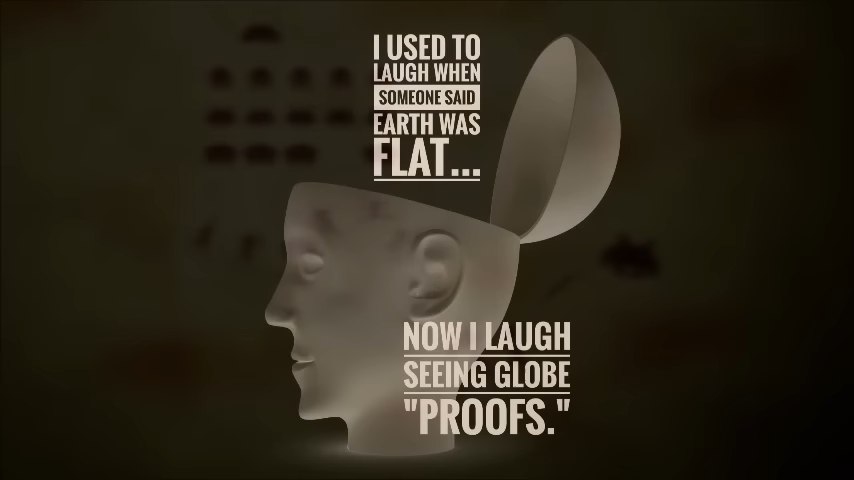 I USED TO
LAUGH WHEN
SOMEONE SAID
EARTH WAS
FLAT...
NOW I LAUGH
SEEING GLOBE
"PROOFS."